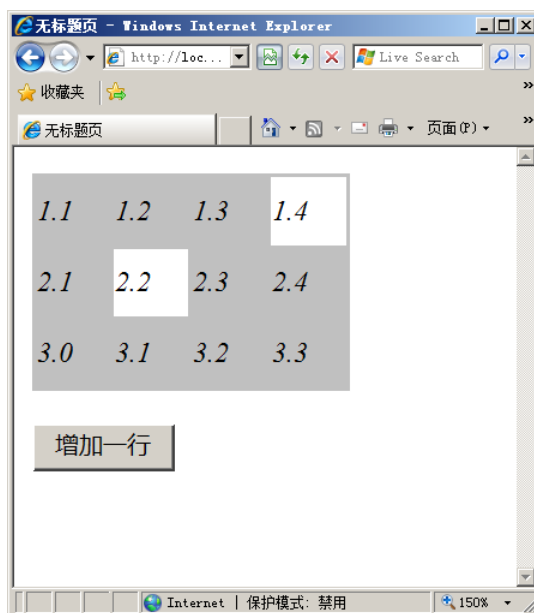 无标题页 - Windows Internet Explorer
http://loc... Live Search
收藏夹 »
无标题页 页面(P) »
1.1 1.2 1.3 1.4
2.1 2.2 2.3 2.4
3.0 3.1 3.2 3.3
增加一行
Internet | 保护模式: 禁用 150%